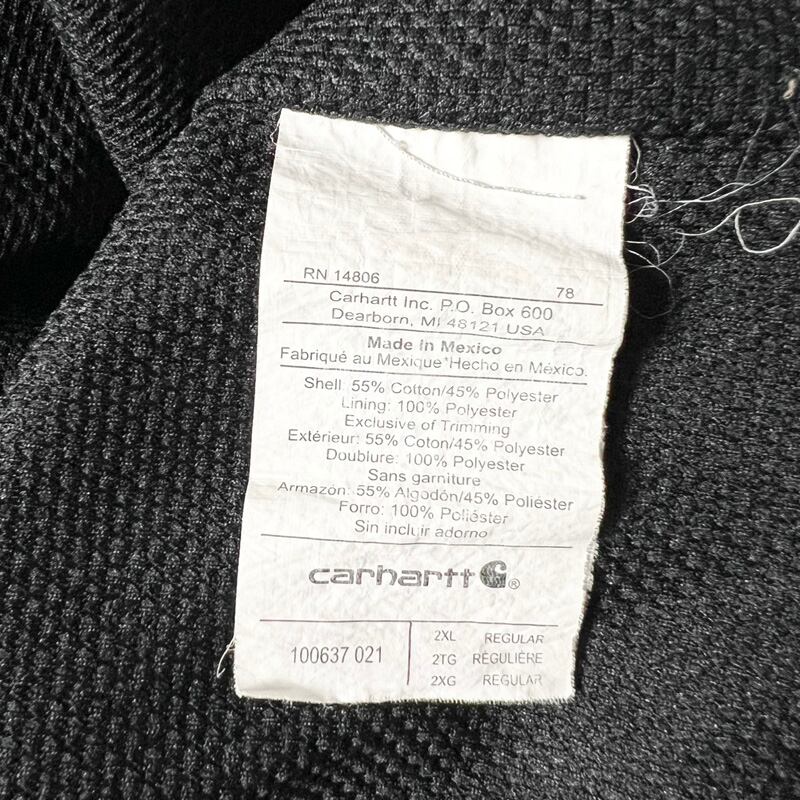 RN 14806 78
Carhartt Inc. P.O. Box 600
Dearborn, MI 48121 USA
Made In Mexico
Fabriqué au Mexique*Hecho en México.
Shell: 55% Cotton/45% Polyester
Lining: 100% Polyester
Exclusive of Trimming
Extérieur: 55% Coton/45% Polyester
Doublure: 100% Polyester
Sans garniture
Armazón: 55% Algodón/45% Poliéster
Forro: 100% Poliéster
Sin incluir adorno
carhartt ®
100637 021
2XL REGULAR
2TG RÉGULIÈRE
2XG REGULAR